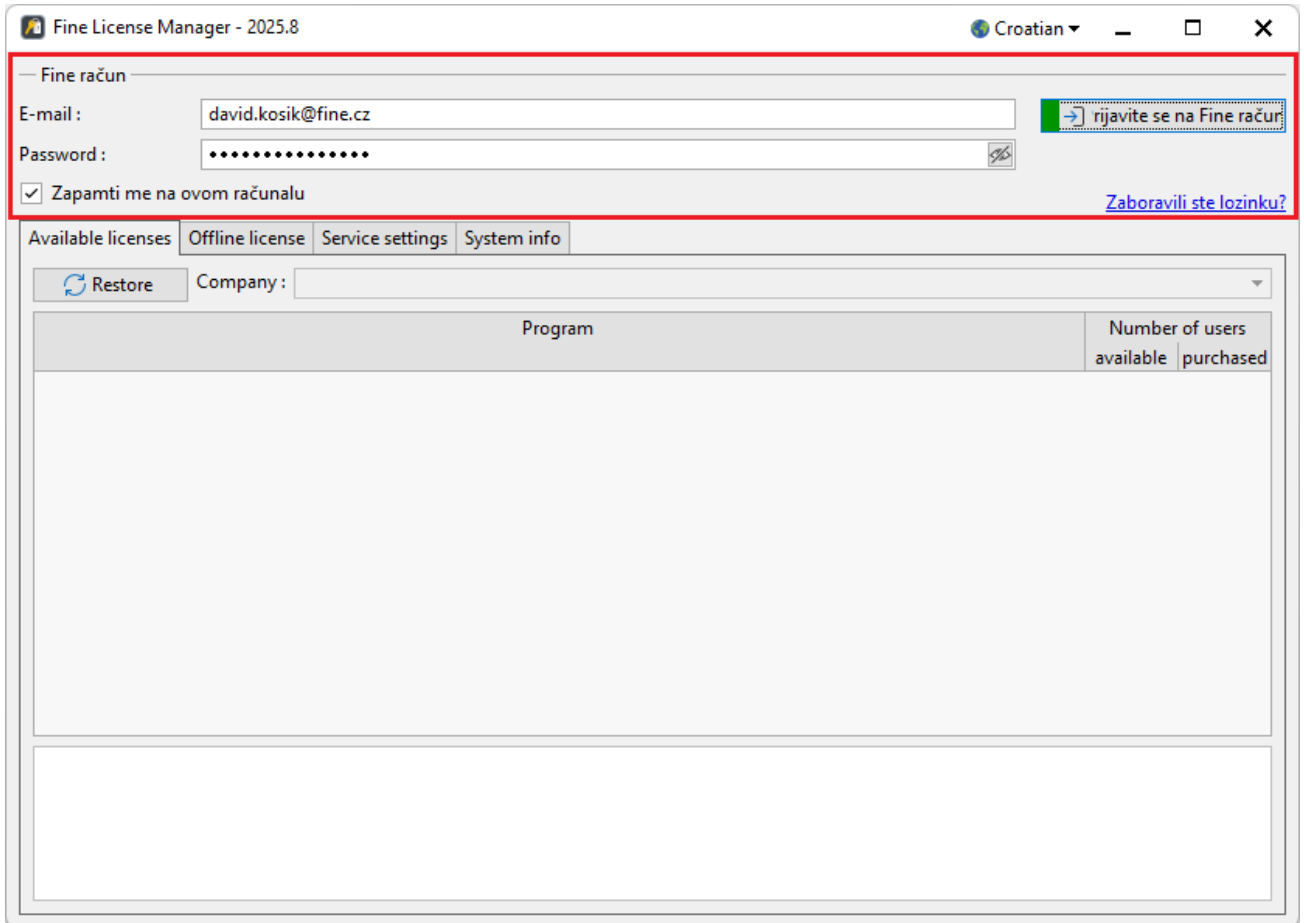 Fine License Manager - 2025.8
Croatian
Fine račun
E-mail :
david.kosik@fine.cz
rijavite se na Fine račur
Password :
•••••••••••••••
Zapamti me na ovom računalu
Zaboravili ste lozinku?
Available licenses Offline license Service settings System info
Restore Company :
Program
Number of users
available purchased